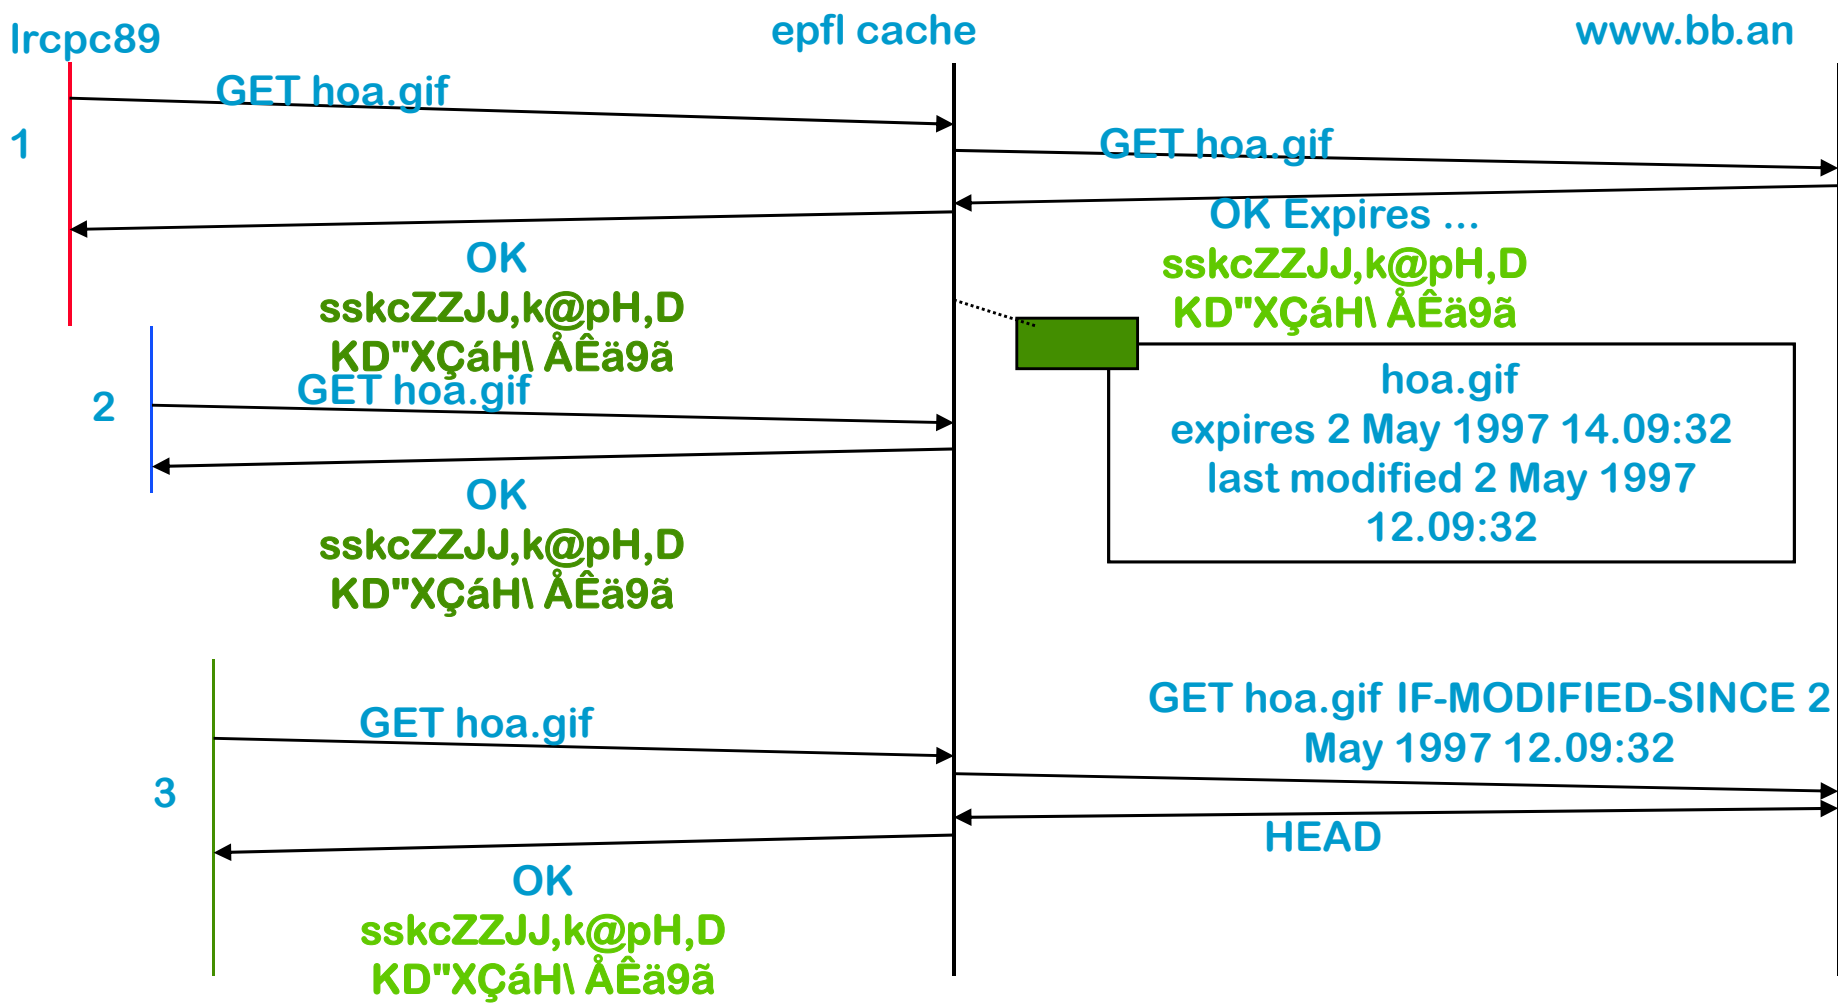 lrcpc89
epfl cache
www.bb.an
GET hoa.gif
1
GET hoa.gif
OK Expires ...
sskcZZJJ,k@pH,D
KD"XÇáH\ ÅÊä9ã
OK
sskcZZJJ,k@pH,D
KD"XÇáH\ ÅÊä9ã
GET hoa.gif
2
hoa.gif
expires 2 May 1997 14.09:32
last modified 2 May 1997
12.09:32
OK
sskcZZJJ,k@pH,D
KD"XÇáH\ ÅÊä9ã
GET hoa.gif
GET hoa.gif IF-MODIFIED-SINCE 2
May 1997 12.09:32
3
HEAD
OK
sskcZZJJ,k@pH,D
KD"XÇáH\ ÅÊä9ã